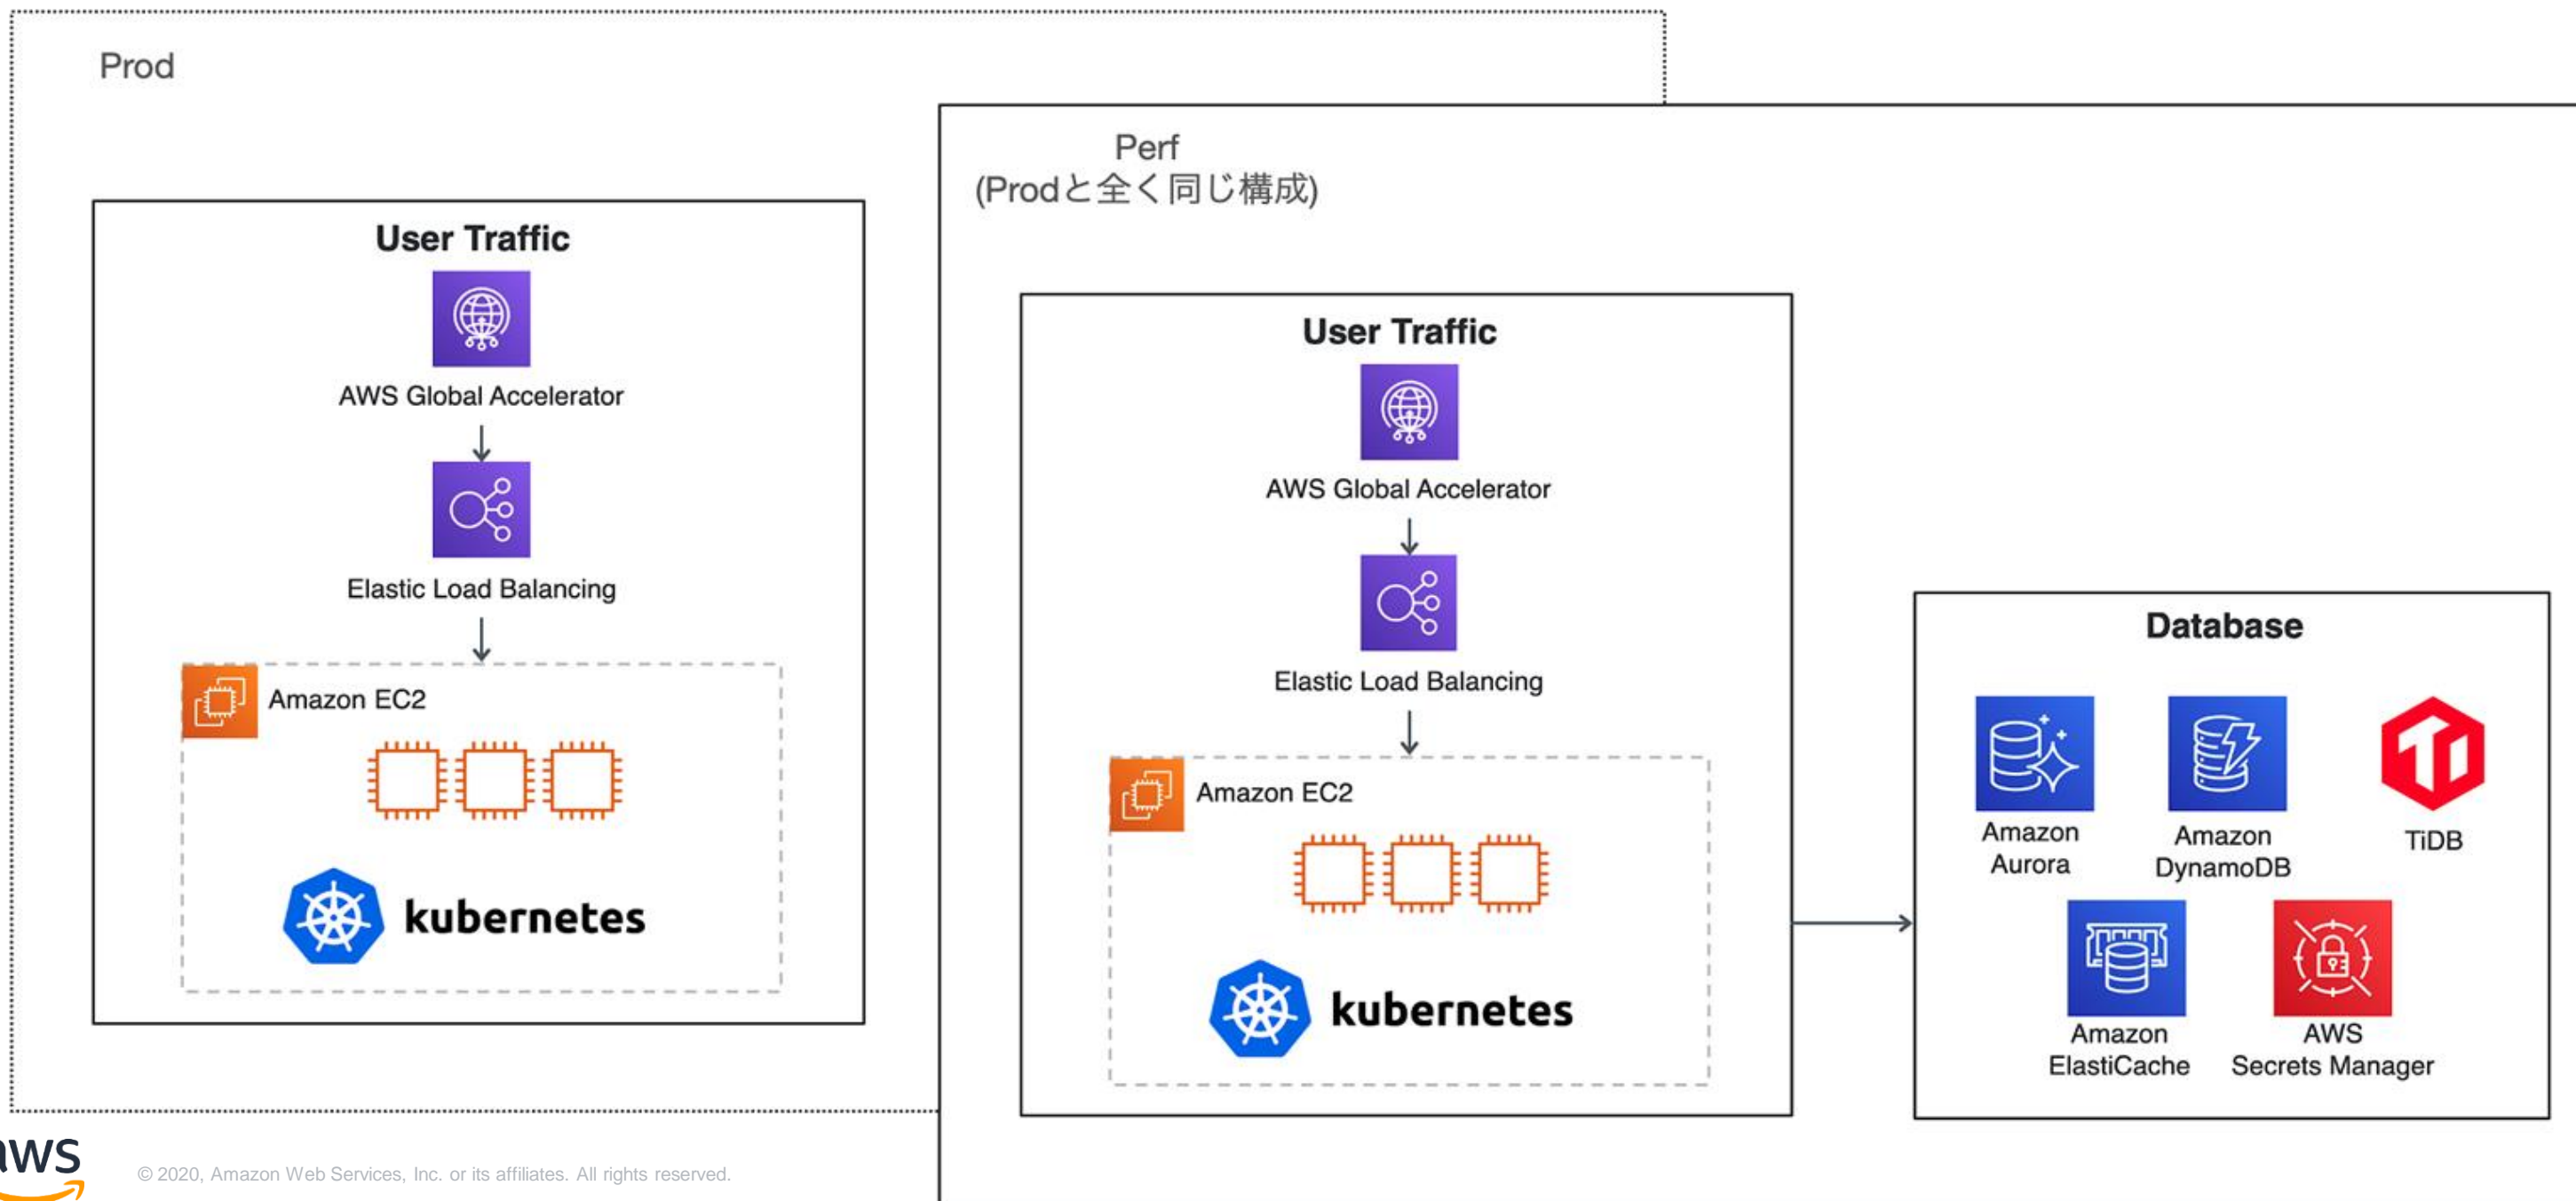 Prod
User Traffic
AWS Global Accelerator
Elastic Load Balancing
Amazon EC2
kubernetes
Perf
(Prodと全く同じ構成)
User Traffic
AWS Global Accelerator
Elastic Load Balancing
Amazon EC2
kubernetes
Database
Amazon
Aurora
Amazon
DynamoDB
TiDB
Amazon
ElastiCache
AWS
Secrets Manager
aws
© 2020, Amazon Web Services, Inc. or its affiliates. All rights reserved.